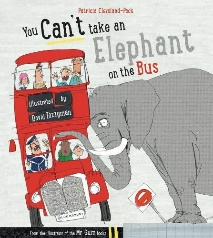 Patricia Cleveland-Peck
You Can't take an
Elephant
on the Bus
Illustrated by
David Tazzyman
From the illustrator of the Mr Gum books